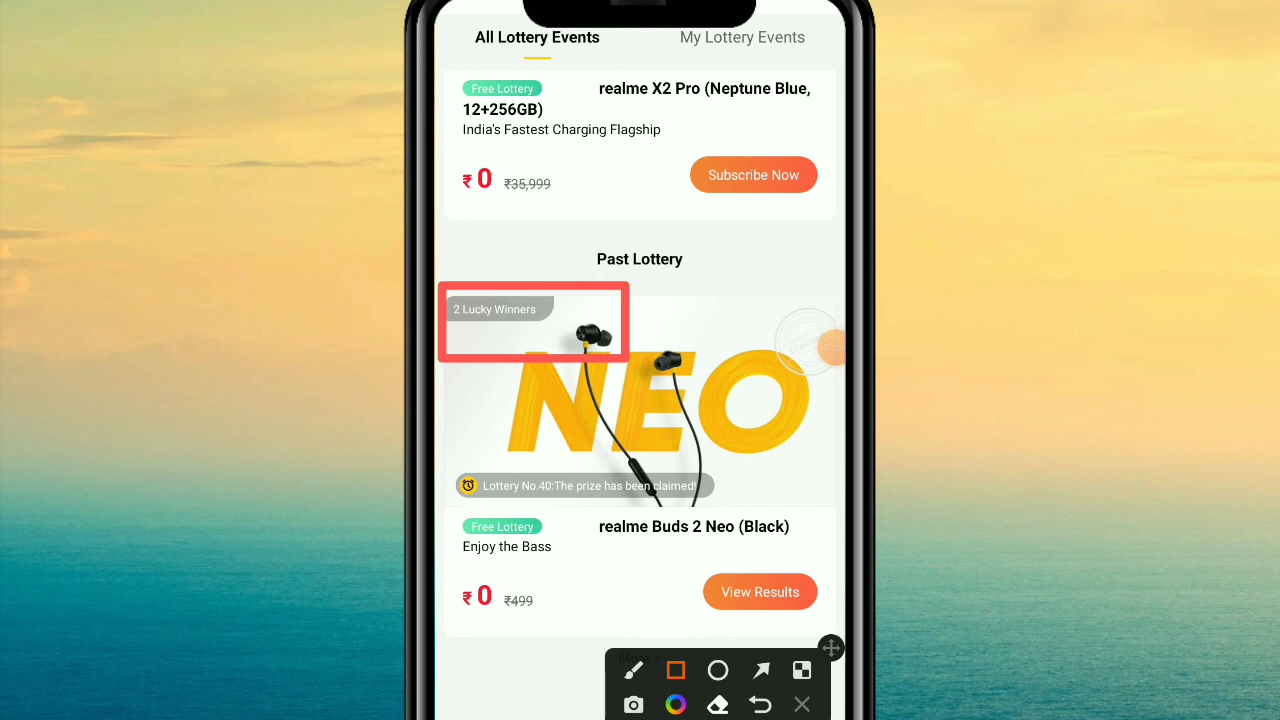 All Lottery Events
My Lottery Events
Free Lottery realme X2 Pro (Neptune Blue,
12+256GB)
India's Fastest Charging Flagship
₹ 0 ₹35,999
Subscribe Now
Past Lottery
2 Lucky Winners
NEO
Lottery No.40:The prize has been claimed!
Free Lottery realme Buds 2 Neo (Black)
Enjoy the Bass
₹ 0 ₹499
View Results
More >